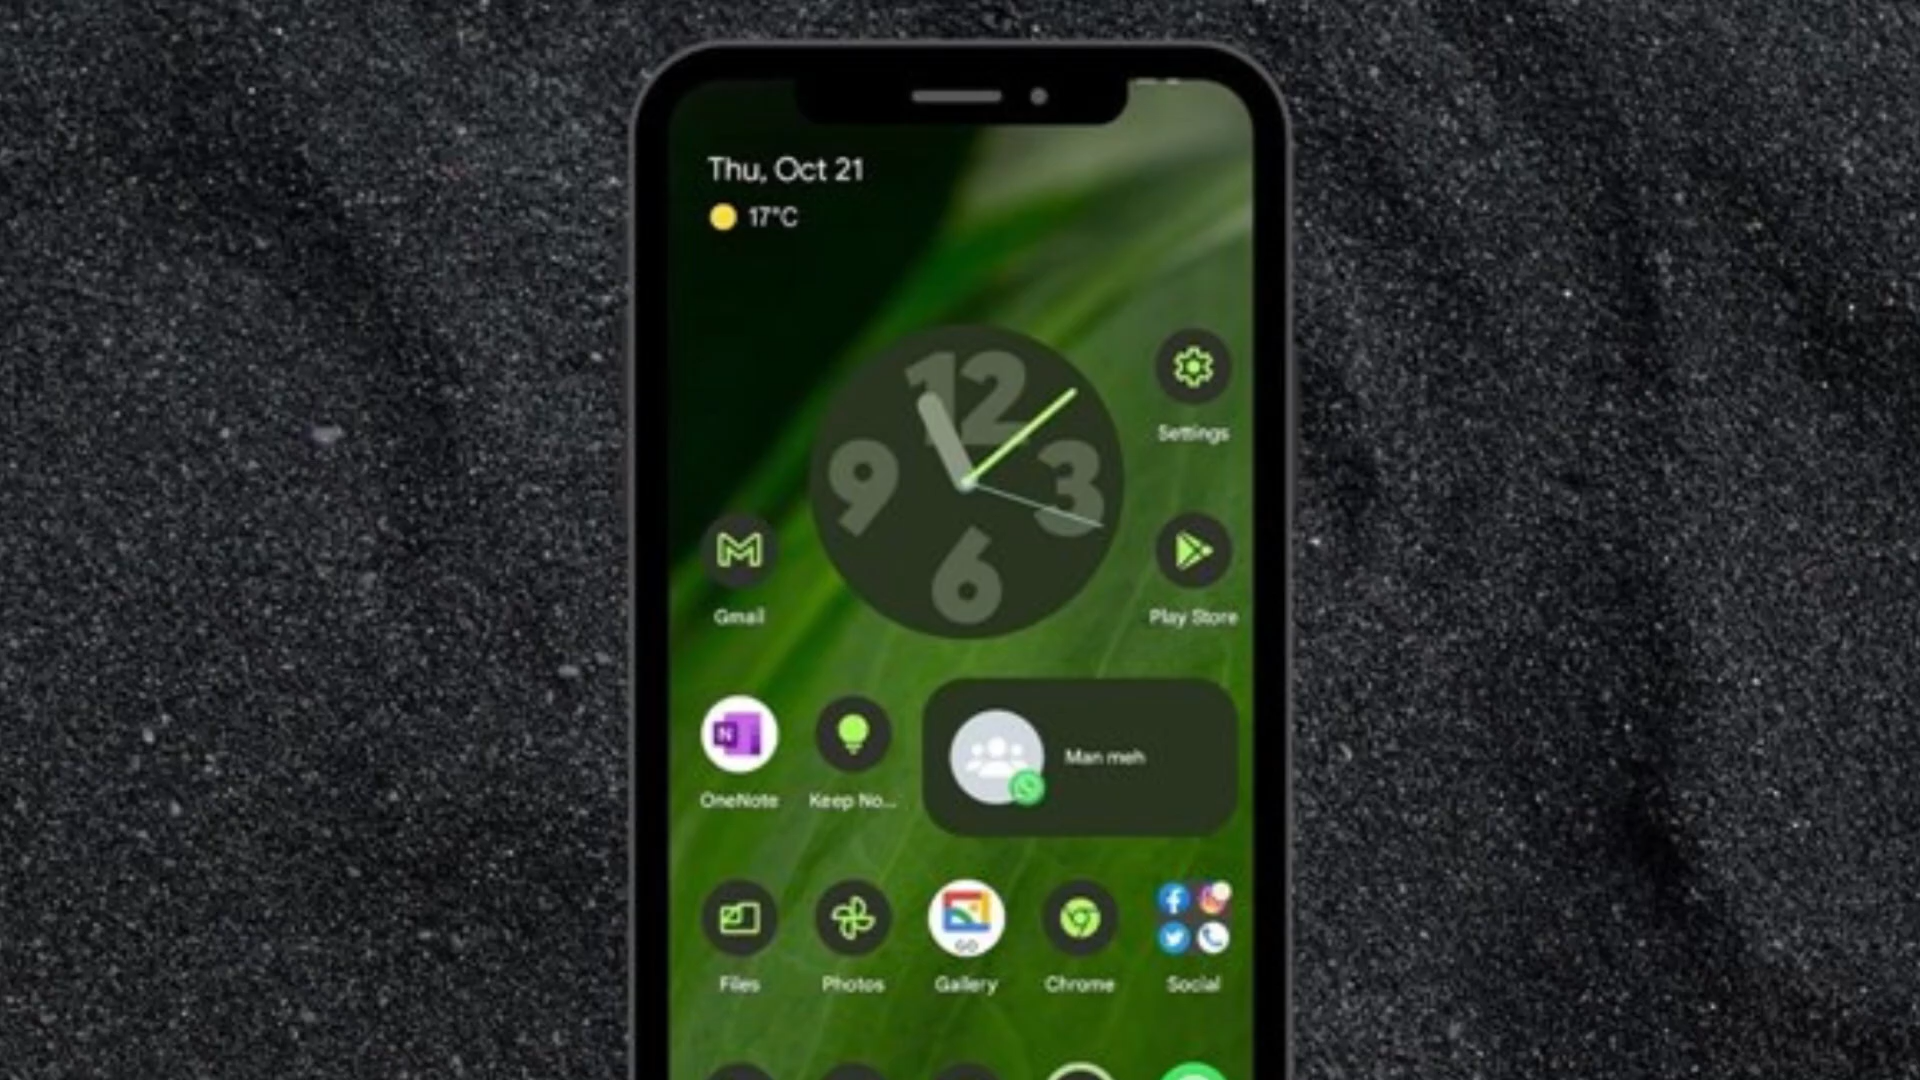 Thu, Oct 21
17°C
12
9
3
6
Settings
Gmail
Play Store
N
OneNote
Keep No...
Man meh
GO
Files
Photos
Gallery
Chrome
Social